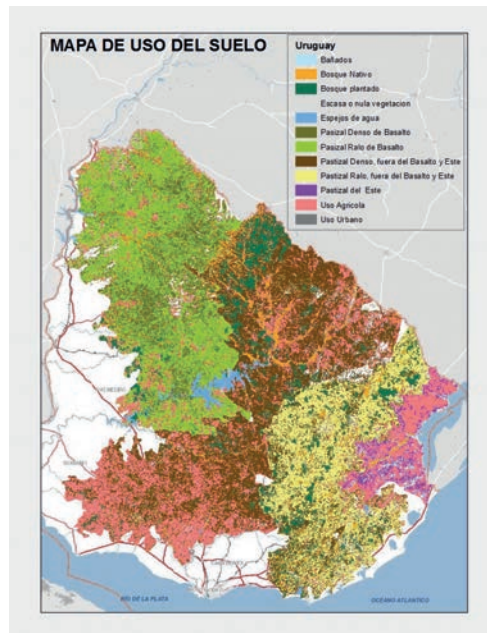 MAPA DE USO DEL SUELO
Uruguay
Bañados
Bosque Nativo
Bosque plantado
Escasa o nula vegetacion
Espejos de agua
Pasizal Denso de Basalto
Pasizal Ralo de Basalto
Pastizal Denso, fuera del Basalto y Este
Pastizal Ralo, fuera del Basalto y Este
Pastizal del Este
Uso Agricola
Uso Urbano
RÍO DE LA PLATA
OCEANO ATLANTICO